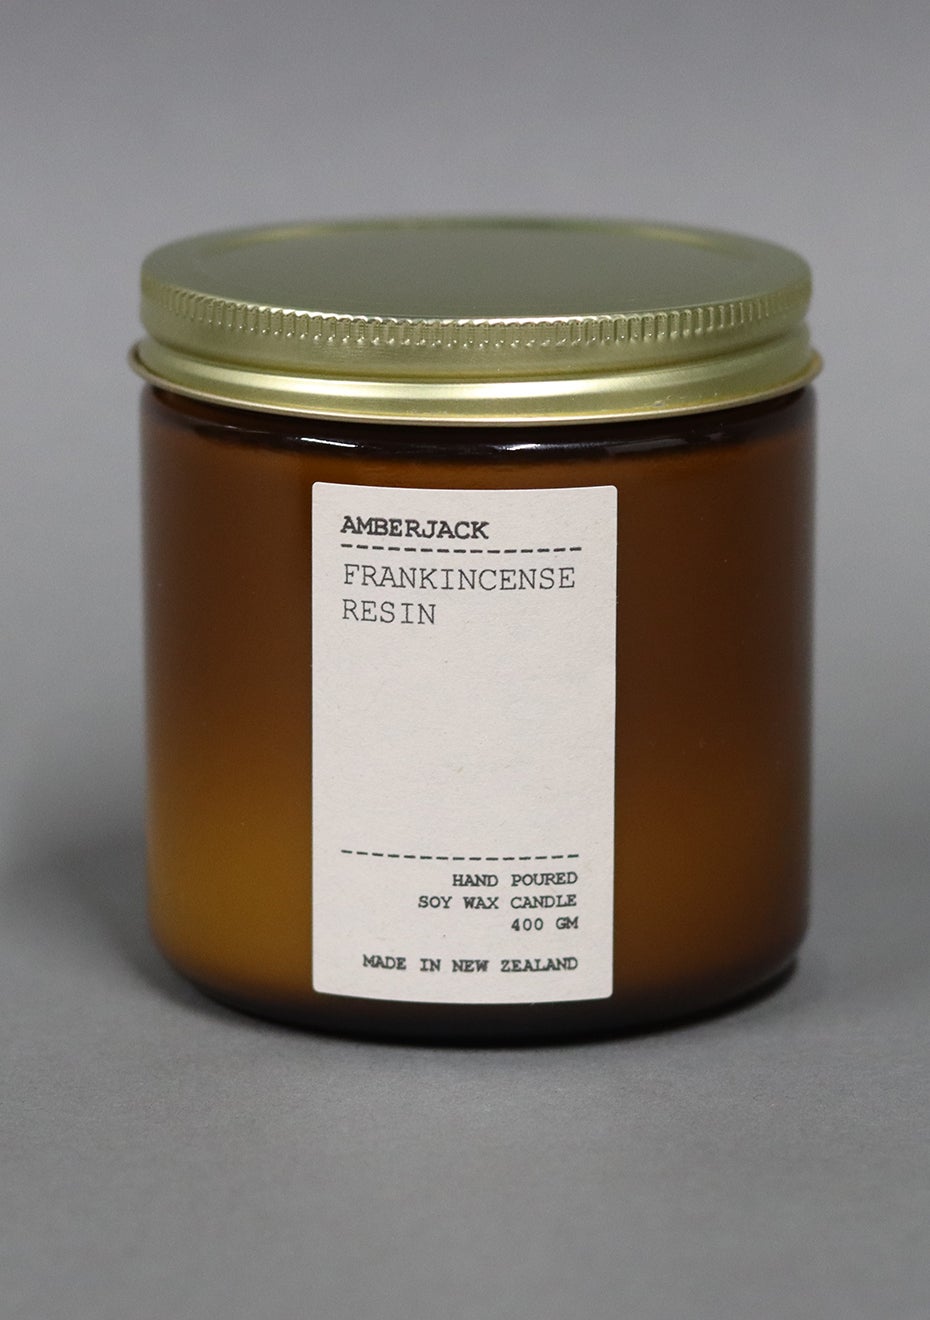 AMBERJACK
FRANKINCENSE
RESIN
HAND POURED
SOY WAX CANDLE
400 GM
MADE IN NEW ZEALAND